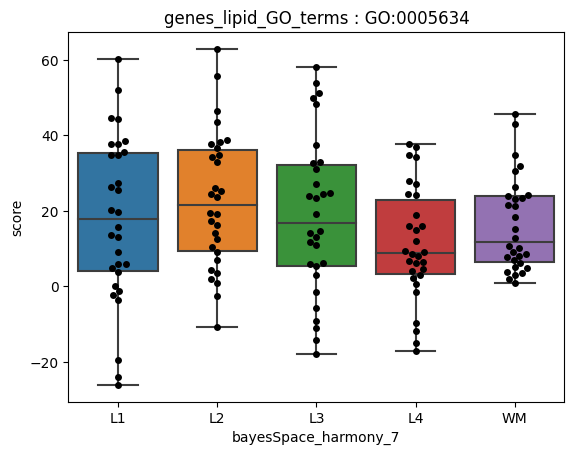 genes_lipid_GO_terms : GO:0005634
60
40
20
0
−20
score
L1 L2 L3 L4 WM
bayesSpace_harmony_7